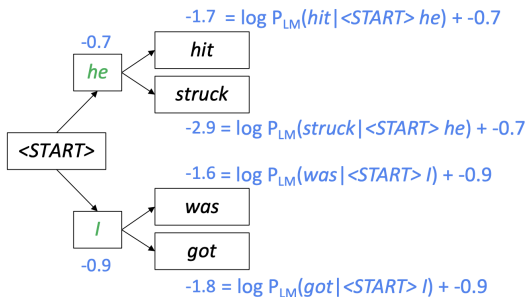 -1.7 = log P_LM(hit|<START> he) + -0.7
-0.7
hit
he
struck
-2.9 = log P_LM(struck|<START> he) + -0.7
<START>
-1.6 = log P_LM(was|<START> I) + -0.9
was
I
got
-0.9
-1.8 = log P_LM(got|<START> I) + -0.9